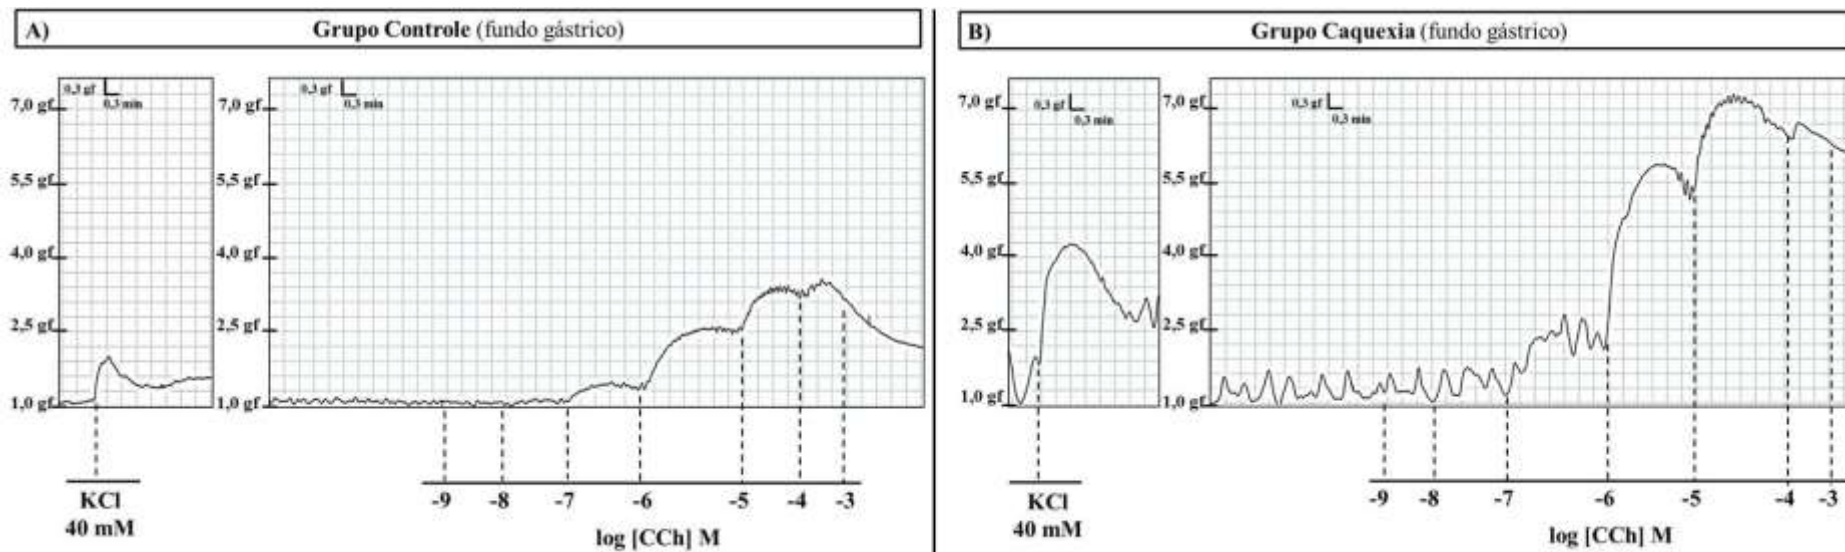 A) Grupo Controle (fundo gástrico)
0,3 gf
0,3 min
7,0 gf
5,5 gf
4,0 gf
2,5 gf
1,0 gf
KCl
40 mM
0,3 gf
0,3 min
7,0 gf
5,5 gf
4,0 gf
2,5 gf
1,0 gf
-9 -8 -7 -6 -5 -4 -3
log [CCh] M
B) Grupo Caquexia (fundo gástrico)
0,3 gf
0,3 min
7,0 gf
5,5 gf
4,0 gf
2,5 gf
1,0 gf
KCl
40 mM
0,3 gf
0,3 min
7,0 gf
5,5 gf
4,0 gf
2,5 gf
1,0 gf
-9 -8 -7 -6 -5 -4 -3
log [CCh] M